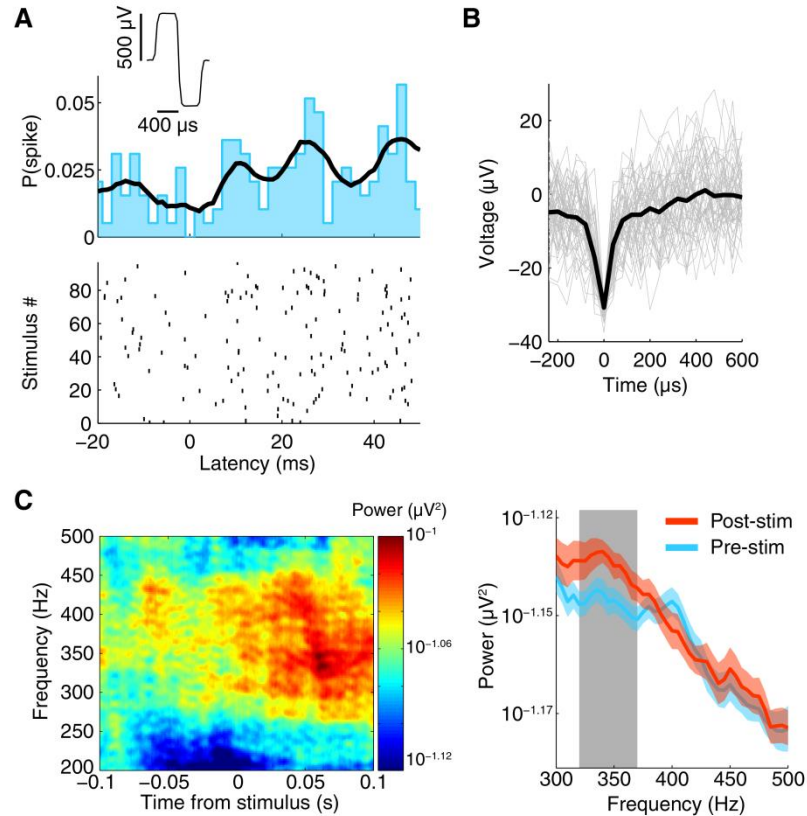 A
500 µV
400 µs
P(spike)
0.05
0.025
0
Stimulus #
80
60
40
20
0
−20 0 20 40
Latency (ms)
B
Voltage (µV)
20
0
−20
−40
−200 0 200 400 600
Time (µs)
C
Power (µV²)
Frequency (Hz)
500
450
400
350
300
250
200
−0.1 −0.05 0 0.05 0.1
Time from stimulus (s)
10⁻¹
10⁻¹·⁰⁶
10⁻¹·¹²
Power (µV²)
10⁻¹·¹²
10⁻¹·¹⁵
10⁻¹·¹⁷
Post-stim
Pre-stim
300 350 400 450 500
Frequency (Hz)